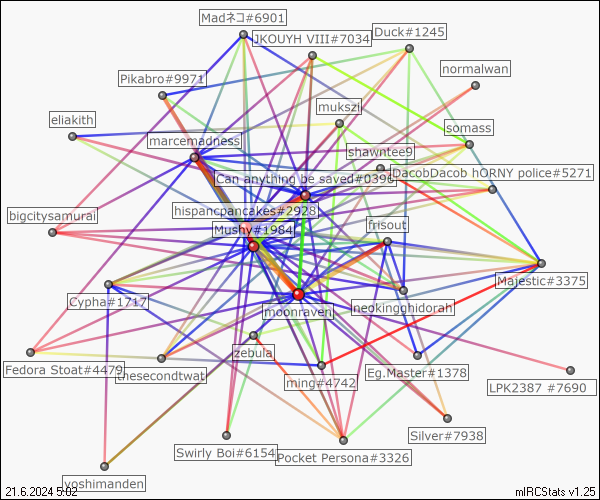 Madネコ#6901
JKOUYH VIII#7034
Duck#1245
Pikabro#9971
normalwan
mukszi
eliakith
somass
marcemadness
shawntee9
Can anything be saved#0396
DacobDacob hORNY police#5271
bigcitysamurai
hispancpancakes#2928
Mushy#1984
frisout
Majestic#3375
Cypha#1717
moonraven
neokingghidorah
zebula
Fedora Stoat#4479
thesecondtwat
ming#4742
Eg.Master#1378
LPK2387 #7690
Swirly Boi#6154
Pocket Persona#3326
Silver#7938
yoshimanden
21.6.2024 5:02
mIRCStats v1.25